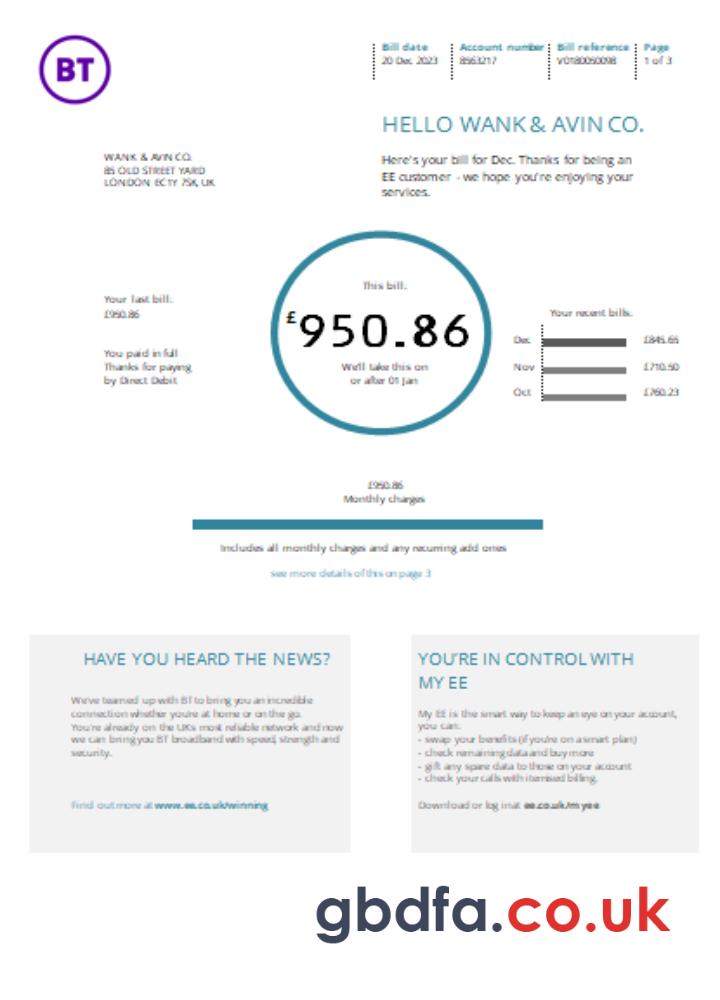 BT
Bill date
20 Dec 2023
Account number
8563217
Bill reference
V0180050098
Page
1 of 3
HELLO WANK & AVIN CO.
WANK & AVIN CO.
85 OLD STREET YARD
LONDON EC1Y 7SK, UK
Here's your bill for Dec. Thanks for being an
EE customer - we hope you're enjoying your
services.
Your last bill.
£950.86
You paid in full
Thanks for paying
by Direct Debit
This bill.
£950.86
We'll take this on
or after 01 Jan
Your recent bills.
Dec £845.65
Nov £710.50
Oct £760.23
£950.86
Monthly charges
Includes all monthly charges and any recurring add ones
see more details of this on page 3
HAVE YOU HEARD THE NEWS?
We've teamed up with BT to bring you an incredible
connection whether you're at home or on the go.
You're already on the UKs most reliable network and now
we can bring you BT broadband with speed, strength and
security.
Find out more at www.ee.co.uk/winning
YOU'RE IN CONTROL WITH
MY EE
My EE is the smart way to keep an eye on your account,
you can:
- swap your benefits (if you're on a smart plan)
- check remaining data and buy more
- gift any spare data to those on your account
- check your calls with itemised billing.
Download or log in at ee.co.uk/myee
gbdfa.co.uk